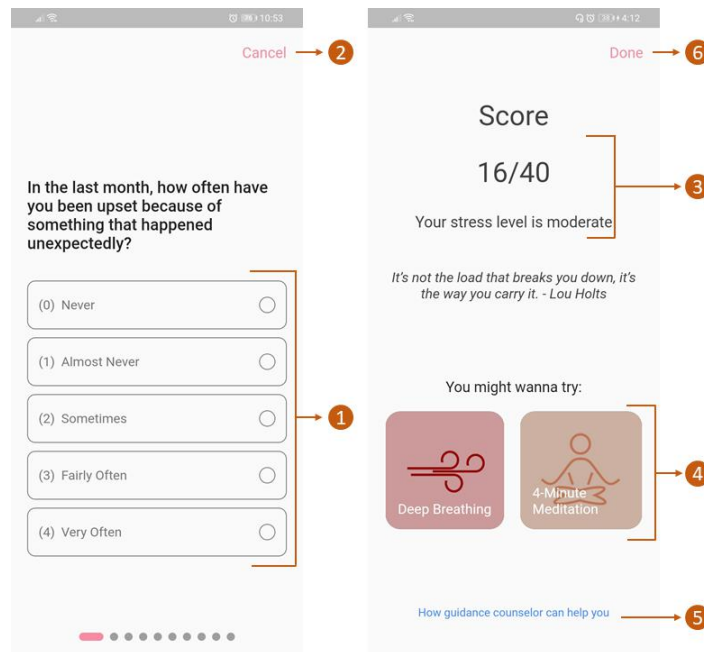 10:53
Cancel
2
In the last month, how often have
you been upset because of
something that happened
unexpectedly?
(0) Never
(1) Almost Never
(2) Sometimes
(3) Fairly Often
(4) Very Often
1
4:12
Done
6
Score
16/40
Your stress level is moderate
3
It's not the load that breaks you down, it's
the way you carry it. - Lou Holts
You might wanna try:
Deep Breathing
4-Minute
Meditation
4
How guidance counselor can help you
5